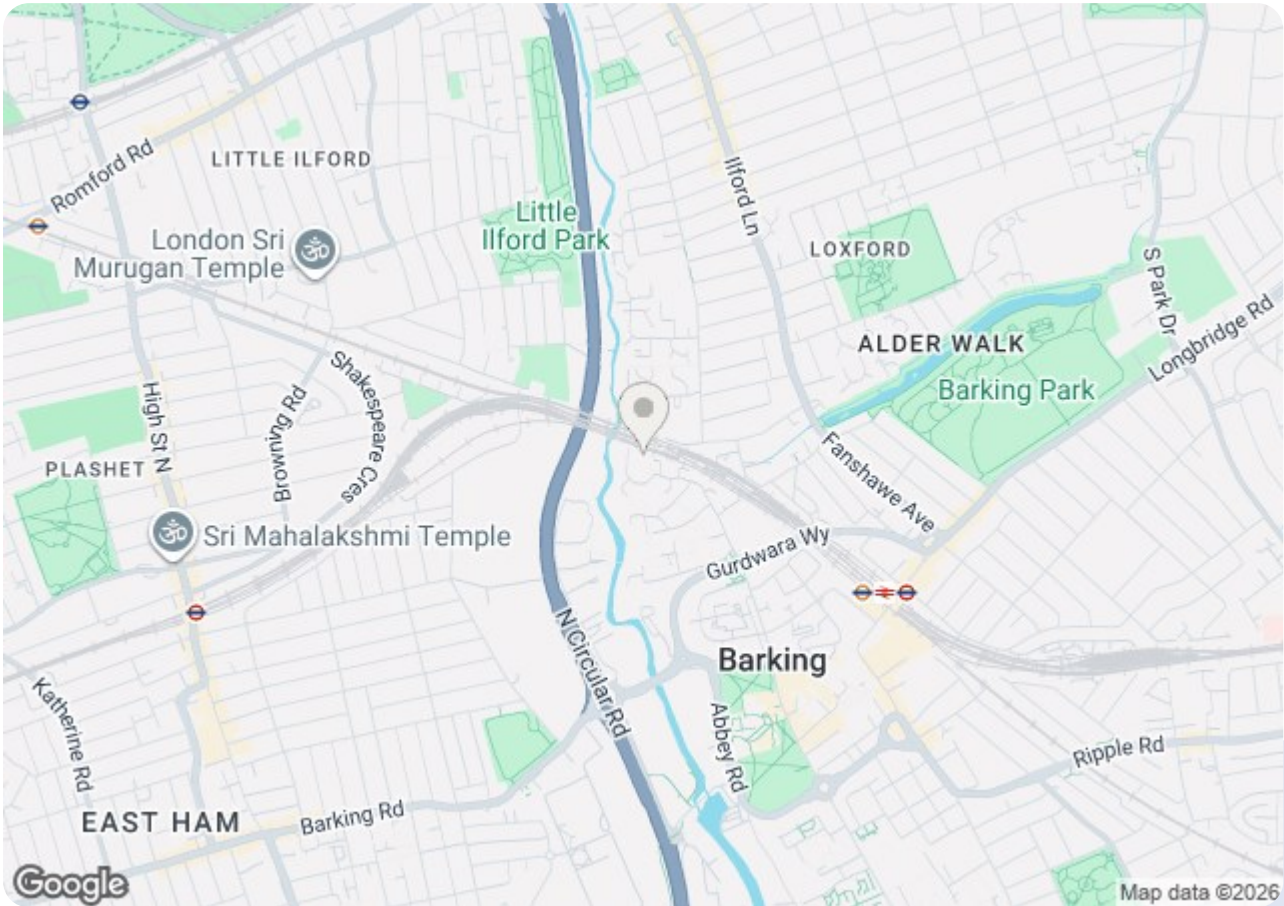 Romford Rd
LITTLE ILFORD
Ilford Ln
Little
Ilford Park
London Sri
Murugan Temple
LOXFORD
S Park Dr
ALDER WALK
Longbridge Rd
Barking Park
High St N
Browning Rd
Shakespeare Cres
PLASHET
Fanshawe Ave
Sri Mahalakshmi Temple
Gurdwara Wy
N Circular Rd
Barking
Katherine Rd
Abbey Rd
Ripple Rd
EAST HAM
Barking Rd
Google
Map data ©2026